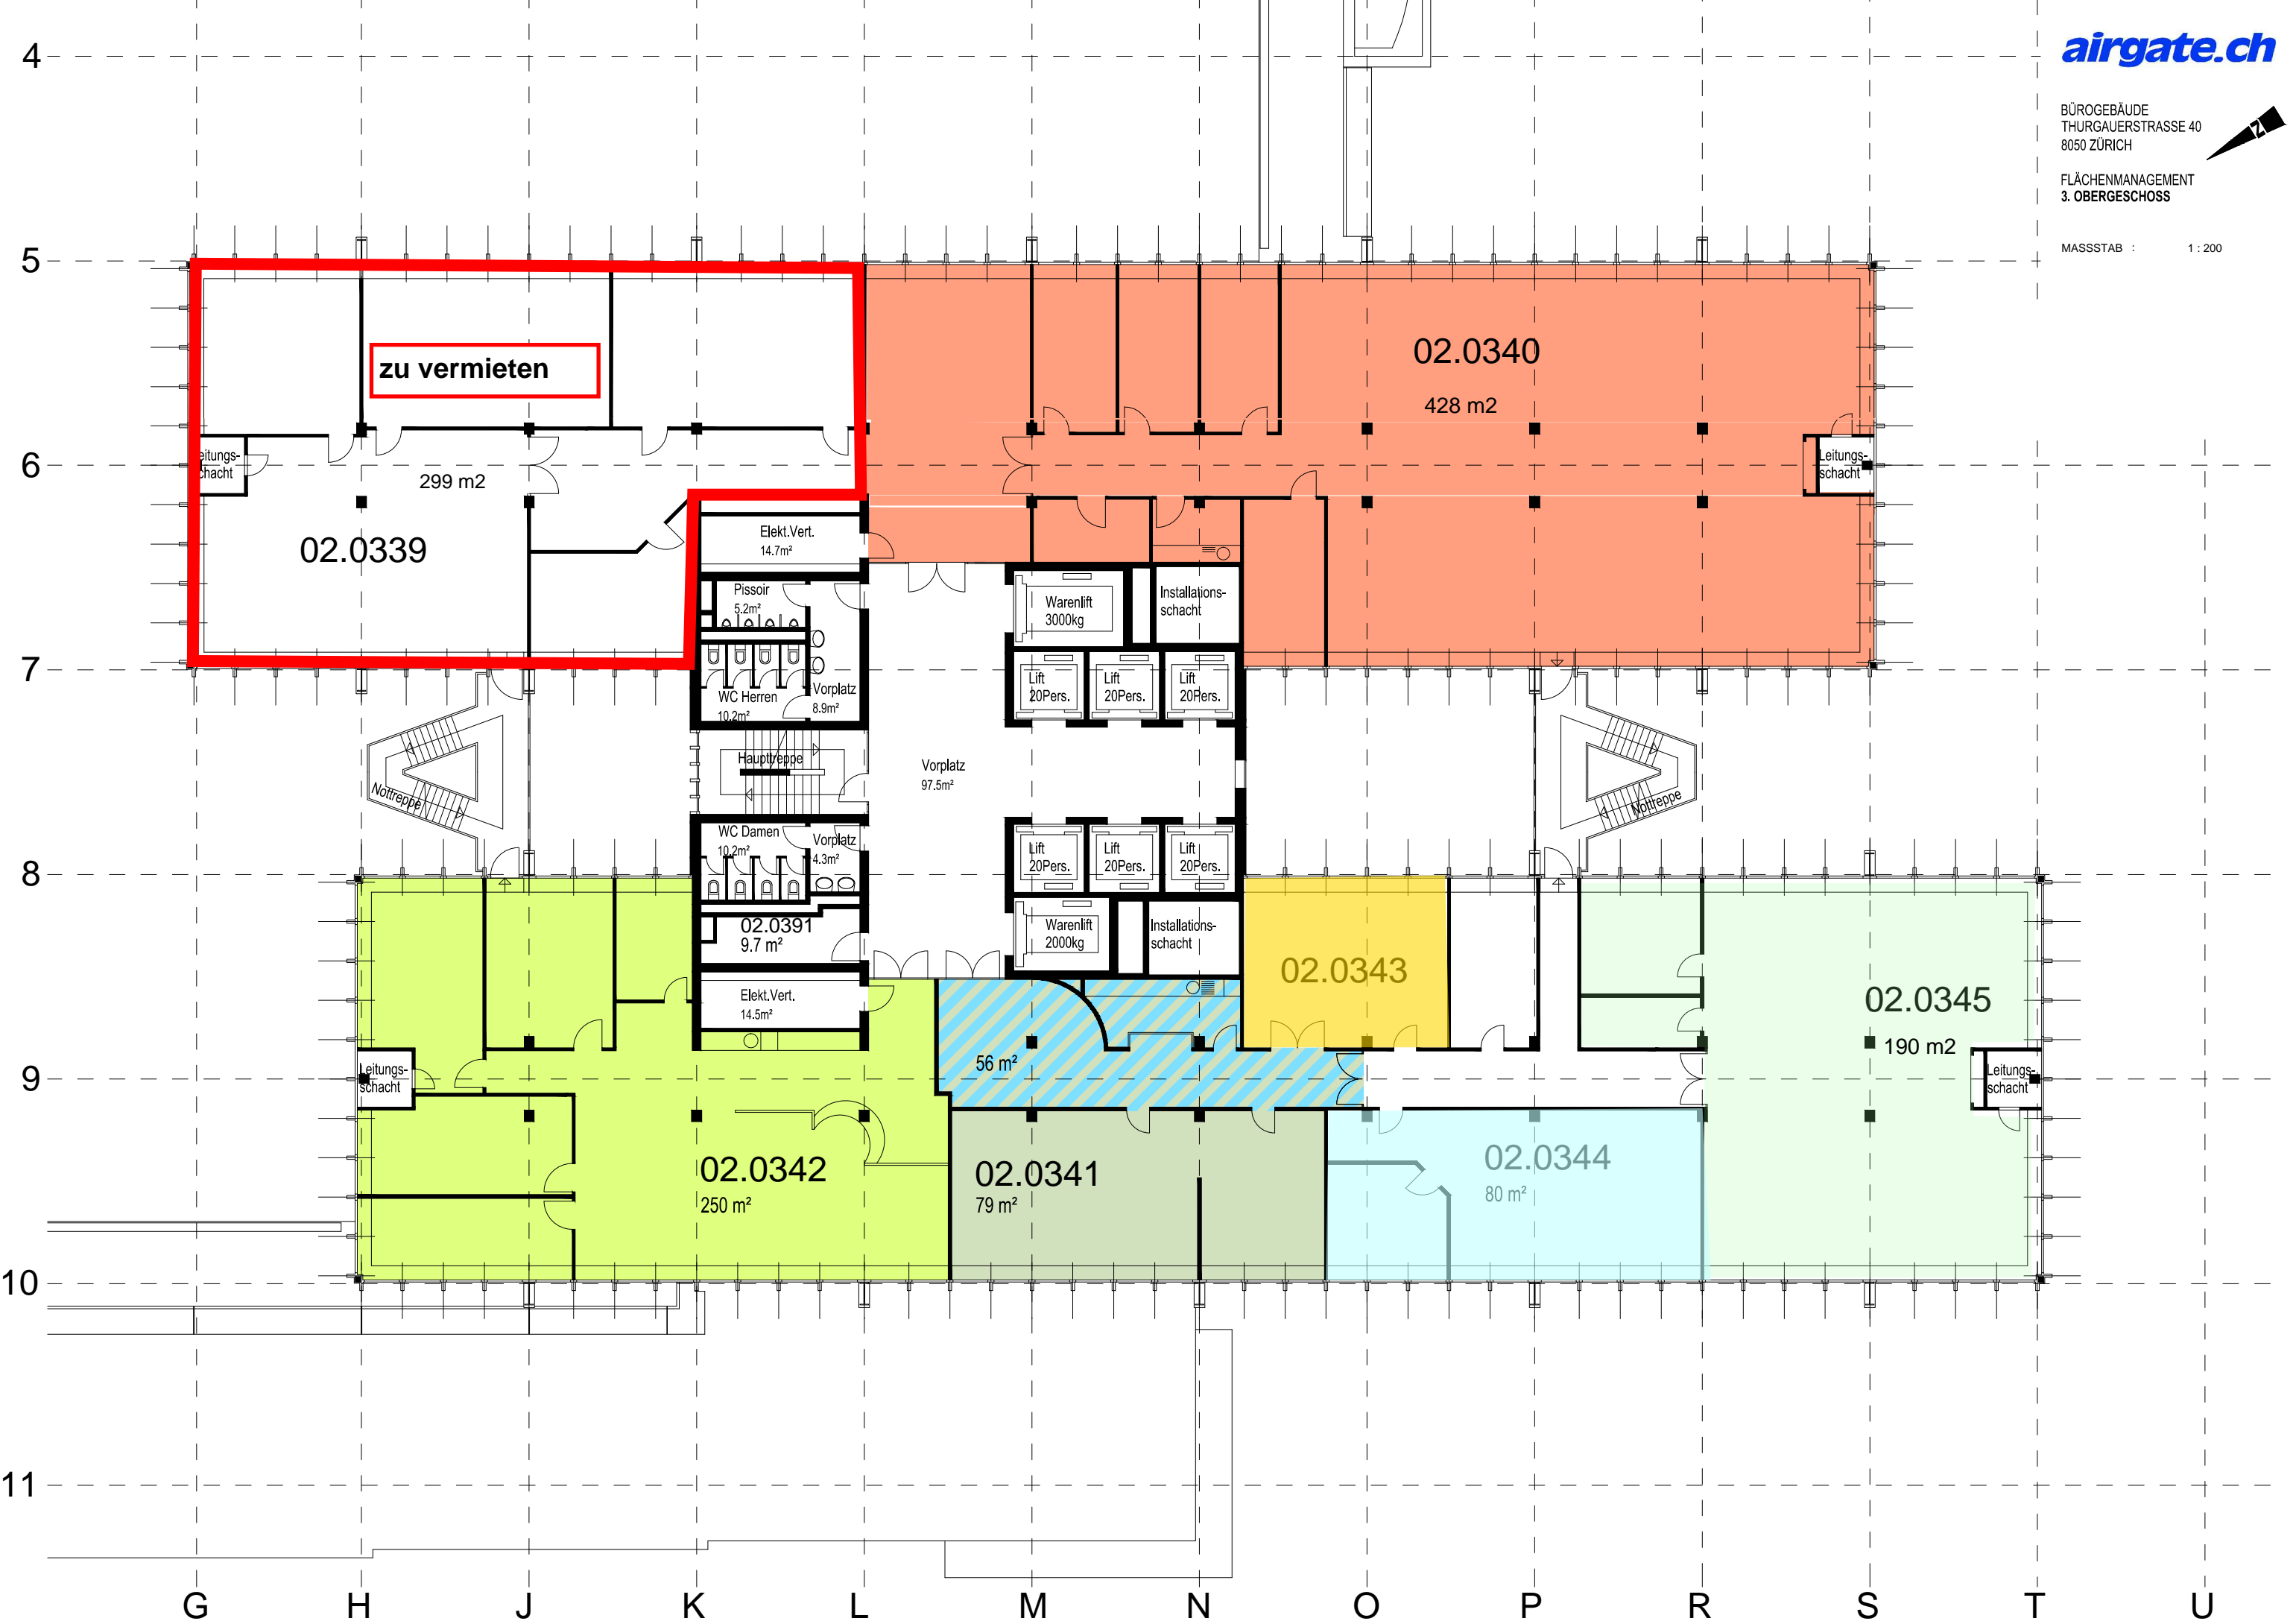 airgate.ch
BÜROGEBÄUDE
THURGAUERSTRASSE 40
8050 ZÜRICH
N
FLÄCHENMANAGEMENT
3. OBERGESCHOSS
MASSSTAB : 1 : 200
4
5
6
7
8
9
10
11
zu vermieten
299 m2
02.0339
Leitungs-
schacht
02.0340
428 m2
Leitungs-
schacht
Elekt.Vert.
14.7m²
Pissoir
5.2m²
WC Herren
10.2m²
Vorplatz
8.9m²
Warenlift
3000kg
Installations-
schacht
Lift
20Pers.
Lift
20Pers.
Lift
20Pers.
Nottreppe
Haupttreppe
Vorplatz
97.5m²
Nottreppe
WC Damen
10.2m²
Vorplatz
4.3m²
Lift
20Pers.
Lift
20Pers.
Lift
20Pers.
02.0391
9.7 m²
Warenlift
2000kg
Installations-
schacht
Elekt.Vert.
14.5m²
02.0343
02.0345
190 m2
Leitungs-
schacht
56 m²
Leitungs-
schacht
02.0342
250 m²
02.0341
79 m²
02.0344
80 m²
G H J K L M N O P R S T U